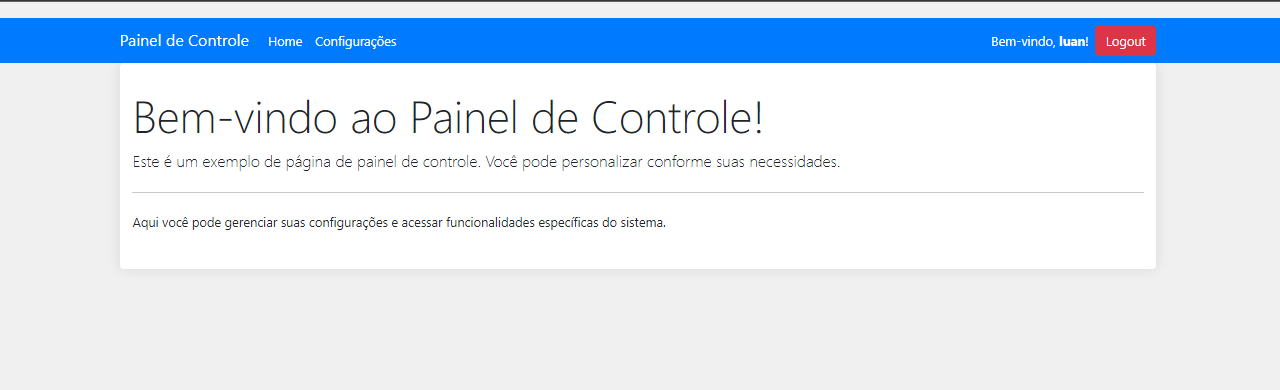 Painel de Controle Home Configurações Bem-vindo, luan! Logout
Bem-vindo ao Painel de Controle!
Este é um exemplo de página de painel de controle. Você pode personalizar conforme suas necessidades.
Aqui você pode gerenciar suas configurações e acessar funcionalidades específicas do sistema.